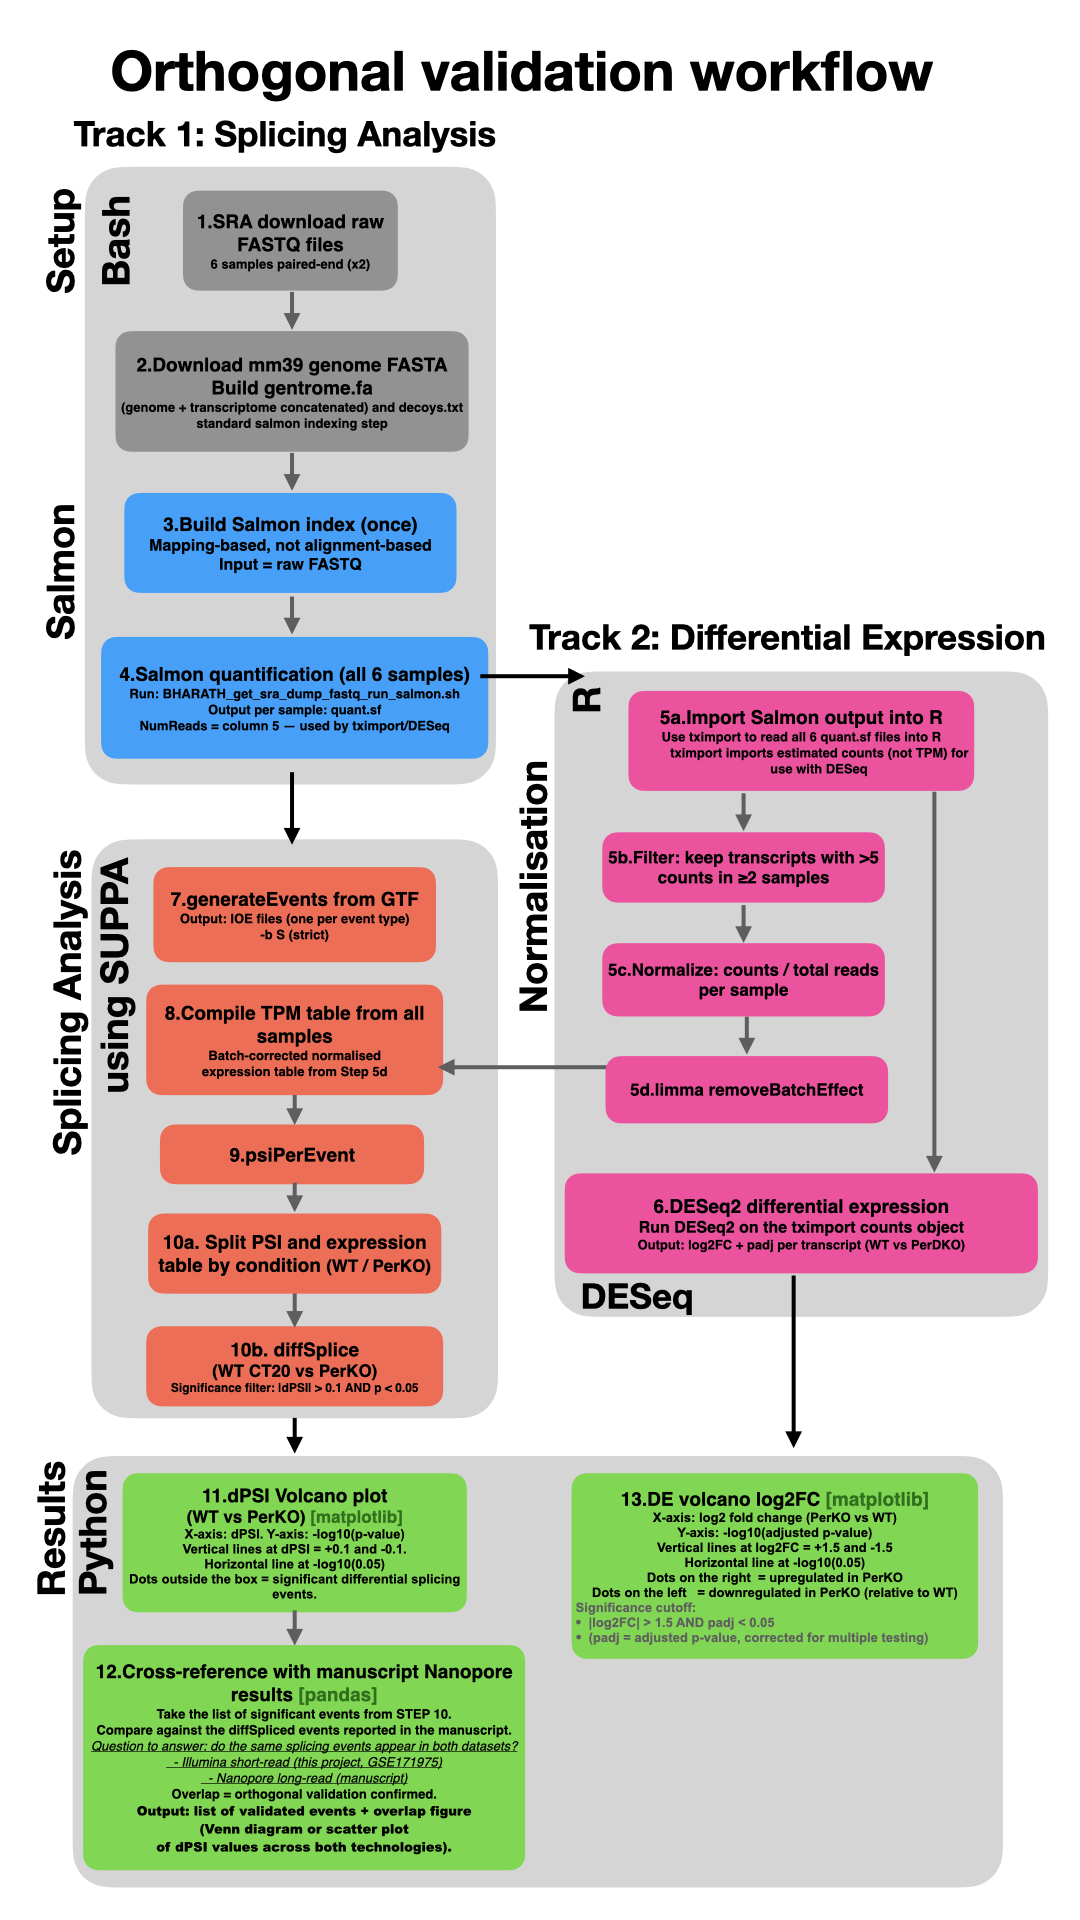 Orthogonal validation workflow
Track 1: Splicing Analysis
Setup
Bash
1.SRA download raw
FASTQ files
6 samples paired-end (x2)
2.Download mm39 genome FASTA
Build gentrome.fa
(genome + transcriptome concatenated) and decoys.txt
standard salmon indexing step
Salmon
3.Build Salmon index (once)
Mapping-based, not alignment-based
Input = raw FASTQ
4.Salmon quantification (all 6 samples)
Run: BHARATH_get_sra_dump_fastq_run_salmon.sh
Output per sample: quant.sf
NumReads = column 5 — used by tximport/DESeq
Track 2: Differential Expression
R
Normalisation
5a.Import Salmon output into R
Use tximport to read all 6 quant.sf files into R
tximport imports estimated counts (not TPM) for
use with DESeq
5b.Filter: keep transcripts with >5
counts in ≥2 samples
5c.Normalize: counts / total reads
per sample
5d.limma removeBatchEffect
6.DESeq2 differential expression
Run DESeq2 on the tximport counts object
Output: log2FC + padj per transcript (WT vs PerDKO)
DESeq
Splicing Analysis
using SUPPA
7.generateEvents from GTF
Output: IOE files (one per event type)
-b S (strict)
8.Compile TPM table from all
samples
Batch-corrected normalised
expression table from Step 5d
9.psiPerEvent
10a. Split PSI and expression
table by condition (WT / PerKO)
10b. diffSplice
(WT CT20 vs PerKO)
Significance filter: |dPSI| > 0.1 AND p < 0.05
Results
Python
11.dPSI Volcano plot
(WT vs PerKO) [matplotlib]
X-axis: dPSI. Y-axis: -log10(p-value)
Vertical lines at dPSI = +0.1 and -0.1.
Horizontal line at -log10(0.05)
Dots outside the box = significant differential splicing
events.
12.Cross-reference with manuscript Nanopore
results [pandas]
Take the list of significant events from STEP 10.
Compare against the diffSpliced events reported in the manuscript.
Question to answer: do the same splicing events appear in both datasets?
- Illumina short-read (this project, GSE171975)
- Nanopore long-read (manuscript)
Overlap = orthogonal validation confirmed.
Output: list of validated events + overlap figure
(Venn diagram or scatter plot
of dPSI values across both technologies).
13.DE volcano log2FC [matplotlib]
X-axis: log2 fold change (PerKO vs WT)
Y-axis: -log10(adjusted p-value)
Vertical lines at log2FC = +1.5 and -1.5
Horizontal line at -log10(0.05)
Dots on the right = upregulated in PerKO
Dots on the left = downregulated in PerKO (relative to WT)
Significance cutoff:
• |log2FC| > 1.5 AND padj < 0.05
• (padj = adjusted p-value, corrected for multiple testing)